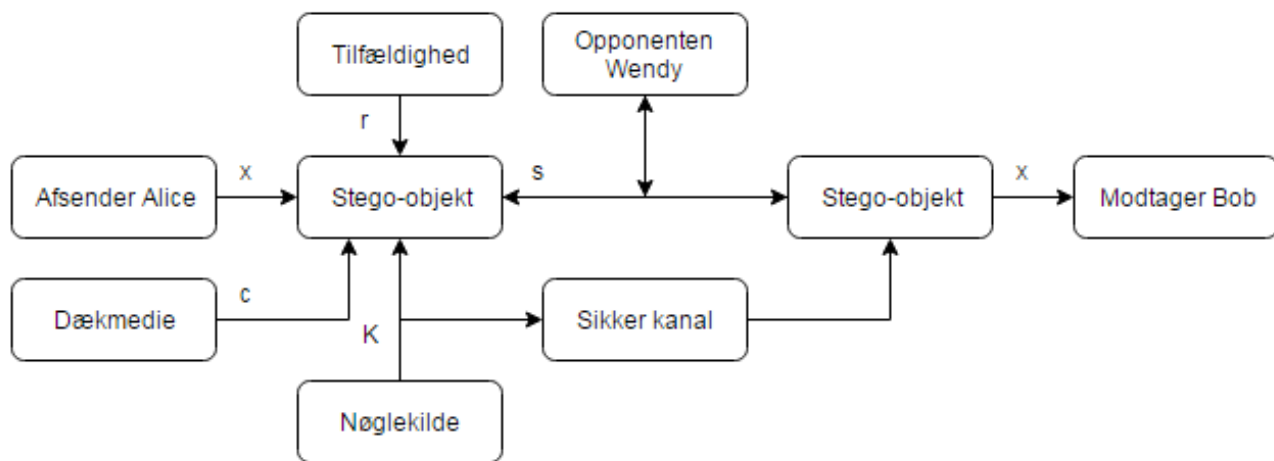 Tilfældighed
Opponenten
Wendy
r
Afsender Alice
x
Stego-objekt
s
Stego-objekt
x
Modtager Bob
Dækmedie
c
K
Sikker kanal
Nøglekilde